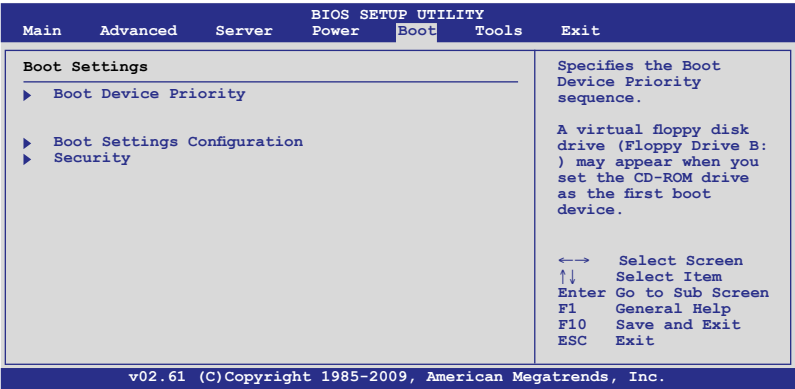 BIOS SETUP UTILITY
Main Advanced Server Power Boot Tools Exit
Boot Settings
Boot Device Priority
Boot Settings Configuration
Security
Specifies the Boot
Device Priority
sequence.
A virtual floppy disk
drive (Floppy Drive B:
) may appear when you
set the CD-ROM drive
as the first boot
device.
←→ Select Screen
↑↓ Select Item
Enter Go to Sub Screen
F1 General Help
F10 Save and Exit
ESC Exit
v02.61 (C)Copyright 1985-2009, American Megatrends, Inc.